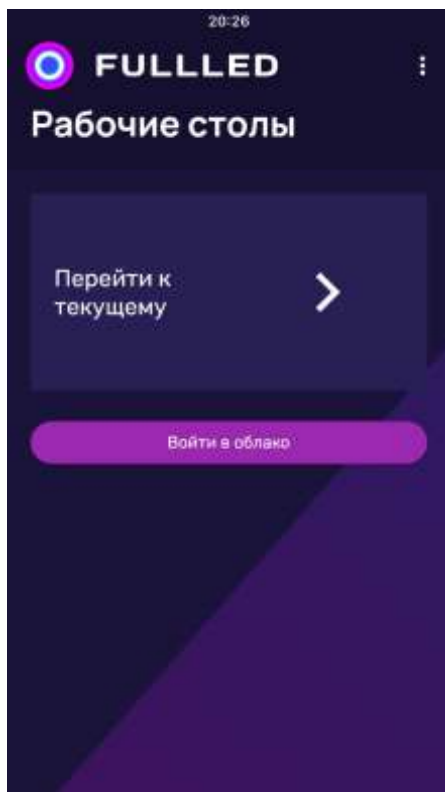 20:26
FULLLED
Рабочие столы
Перейти к
текущему
Войти в облако